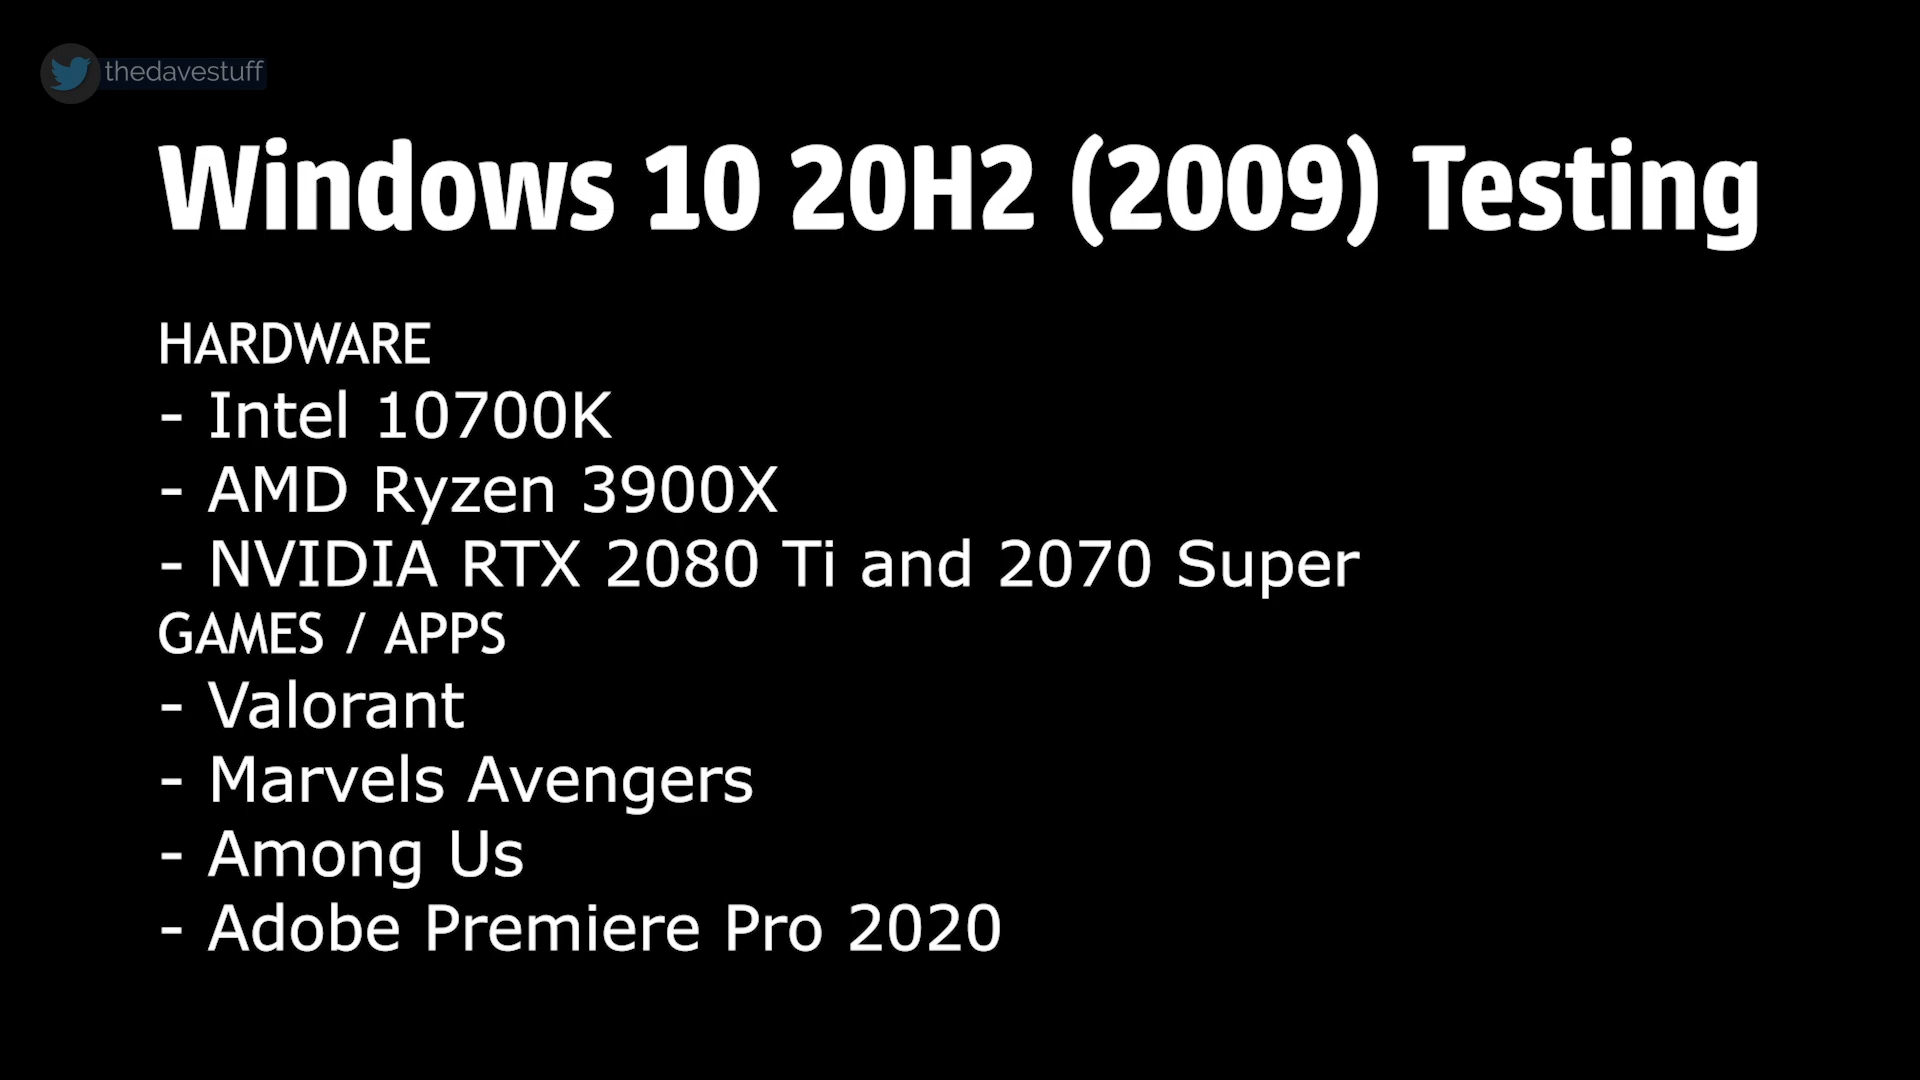 thedavestuff
Windows 10 20H2 (2009) Testing
HARDWARE
- Intel 10700K
- AMD Ryzen 3900X
- NVIDIA RTX 2080 Ti and 2070 Super
GAMES / APPS
- Valorant
- Marvels Avengers
- Among Us
- Adobe Premiere Pro 2020